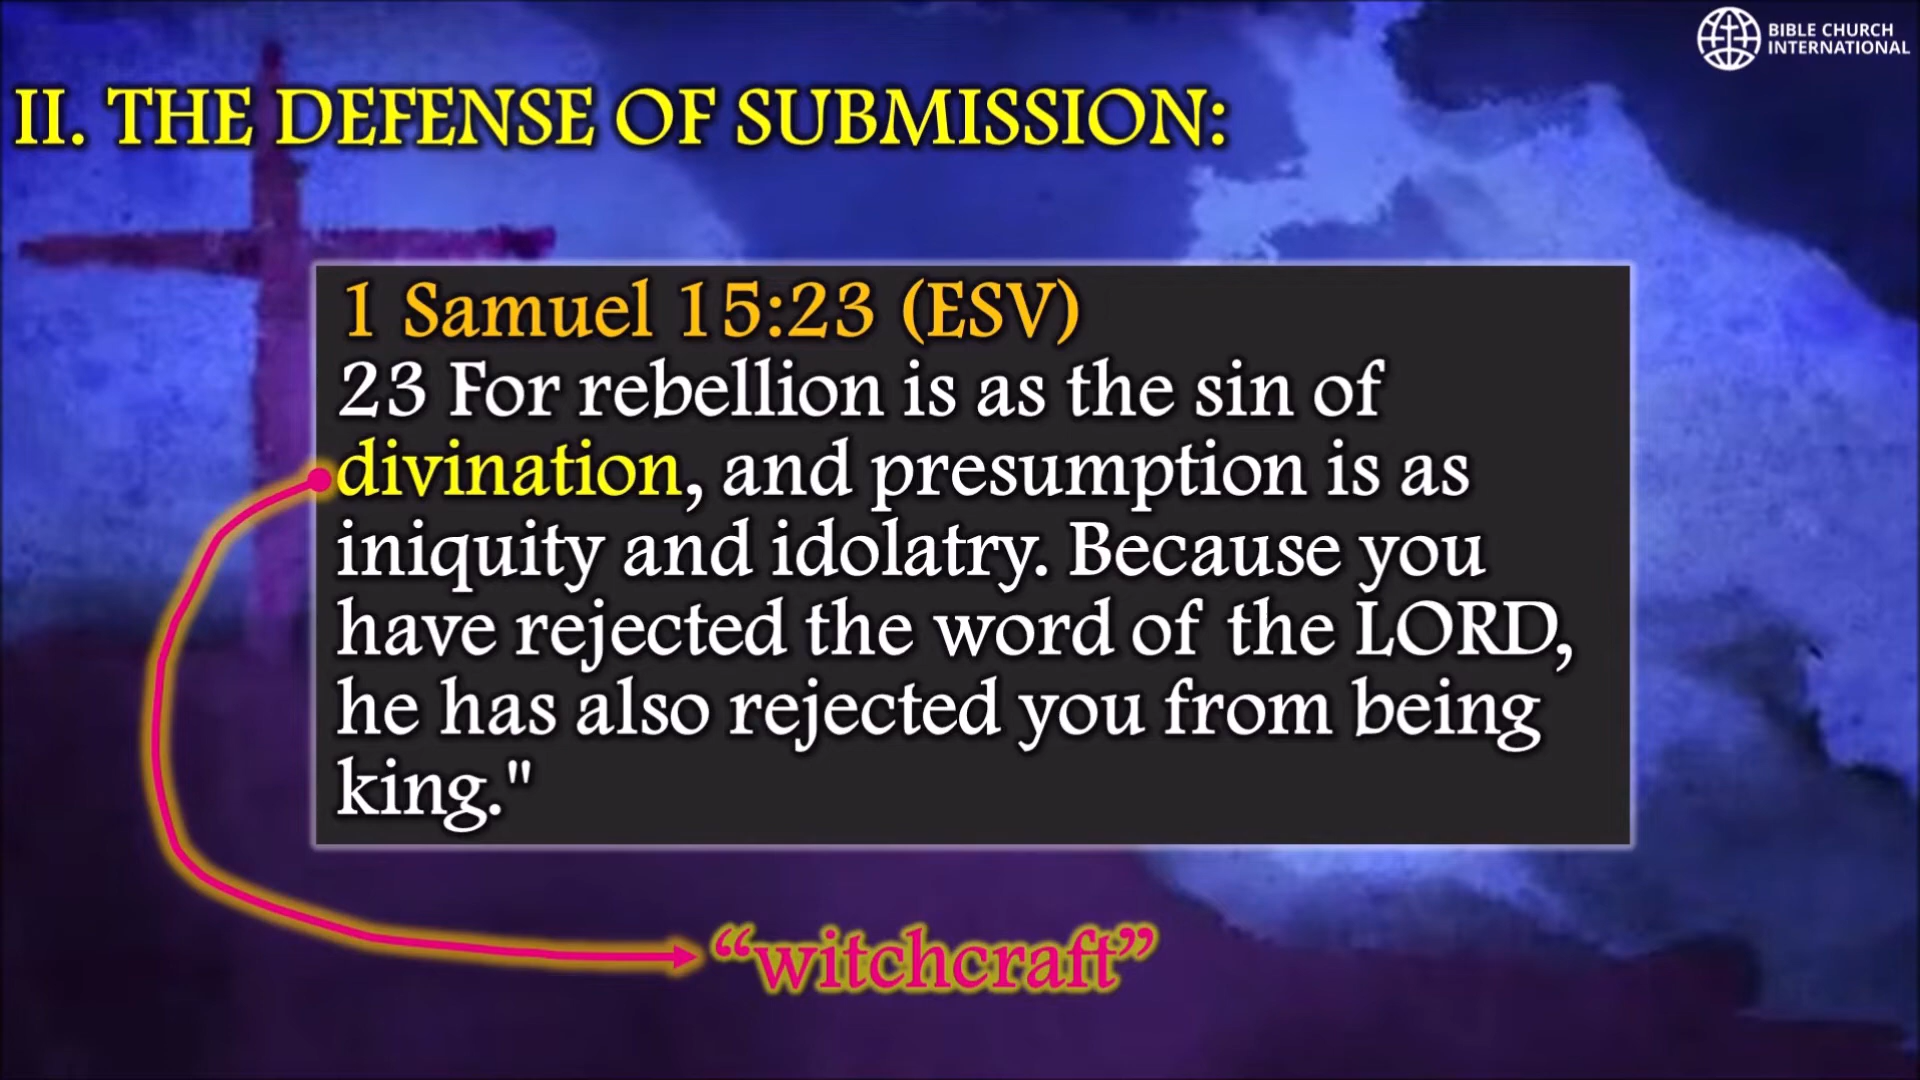 BIBLE CHURCH
INTERNATIONAL
II. THE DEFENSE OF SUBMISSION:
1 Samuel 15:23 (ESV)
23 For rebellion is as the sin of
divination, and presumption is as
iniquity and idolatry. Because you
have rejected the word of the LORD,
he has also rejected you from being
king."
“witchcraft”